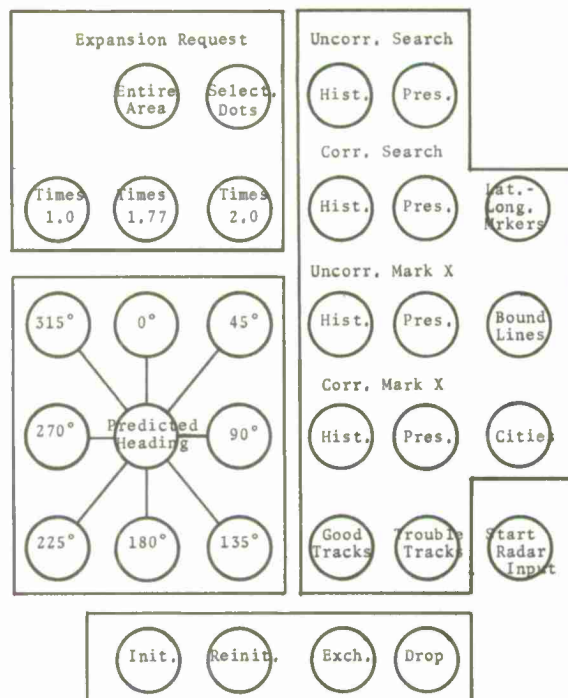 Expansion Request
Entire
Area
Select.
Dots
Times
1.0
Times
1.77
Times
2.0
315°
0°
45°
270°
Predicted
Heading
90°
225°
180°
135°
Uncorr. Search
Hist.
Pres.
Corr. Search
Hist.
Pres.
Lat.-
Long.
Mrkers
Uncorr. Mark X
Hist.
Pres.
Bound
Lines
Corr. Mark X
Hist.
Pres.
Cities
Good
Tracks
Trouble
Tracks
Start
Radar
Input
Init.
Reinit.
Exch.
Drop